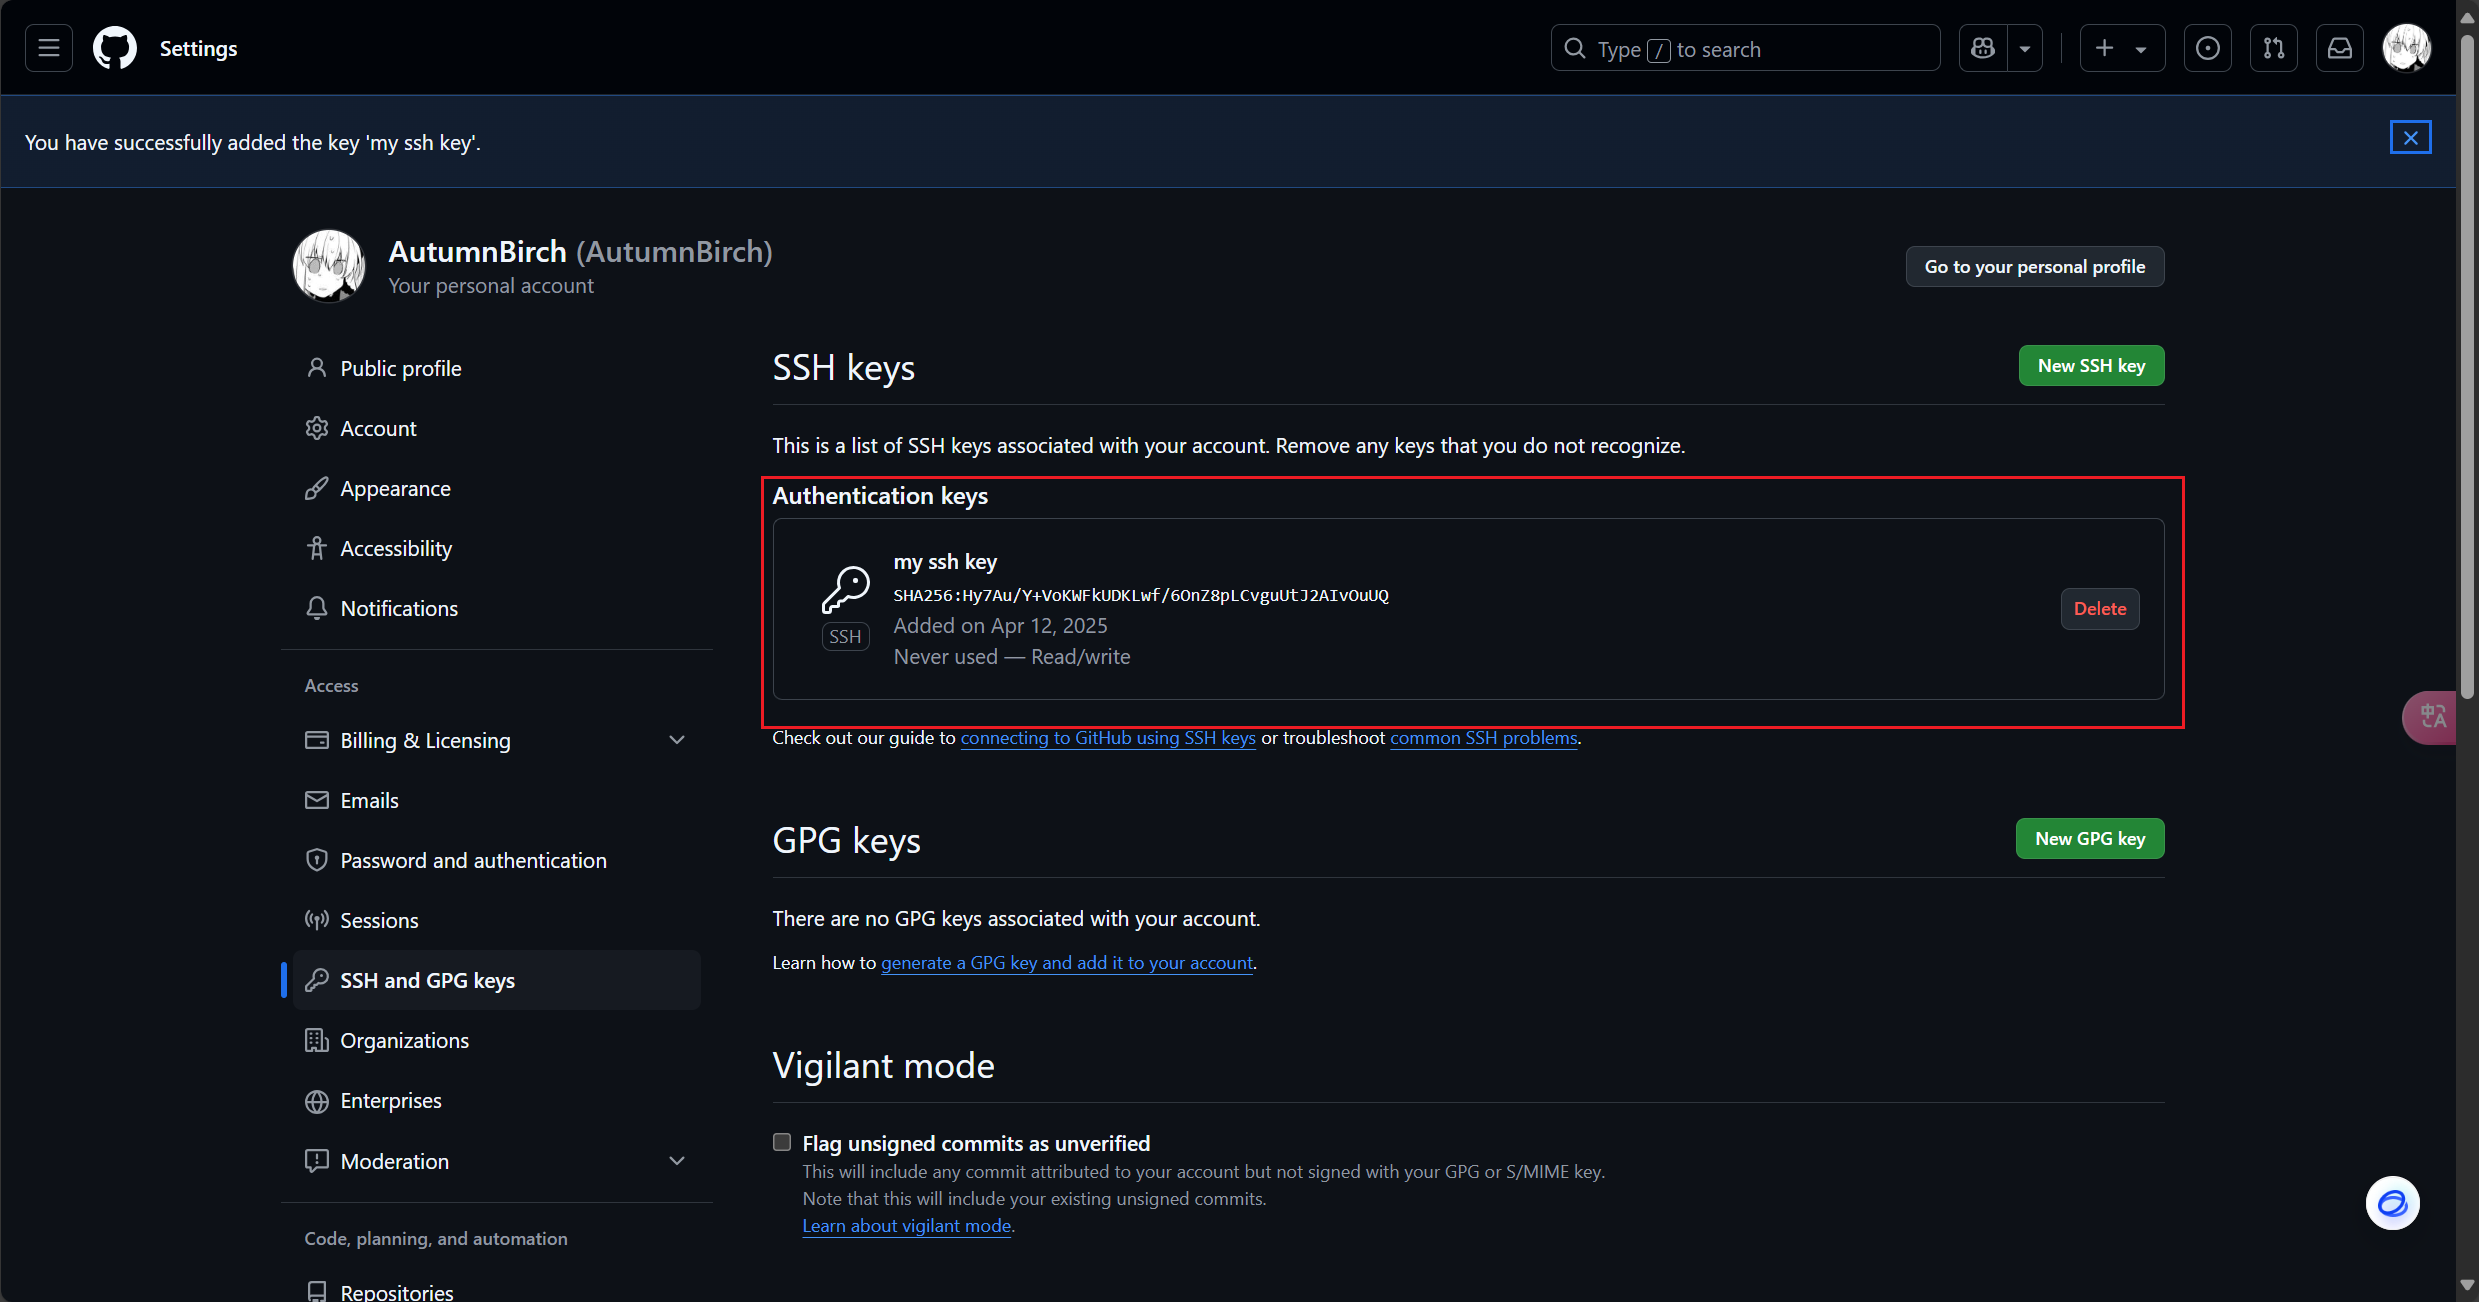 Settings
Type / to search
You have successfully added the key 'my ssh key'.
AutumnBirch (AutumnBirch)
Your personal account
Go to your personal profile
Public profile
Account
Appearance
Accessibility
Notifications
Access
Billing & Licensing
Emails
Password and authentication
Sessions
SSH and GPG keys
Organizations
Enterprises
Moderation
Code, planning, and automation
Repositories
SSH keys
New SSH key
This is a list of SSH keys associated with your account. Remove any keys that you do not recognize.
Authentication keys
my ssh key
SHA256:Hy7Au/Y+VoKWFkUDKLwf/6OnZ8pLCvguUtJ2AIvOuUQ
SSH
Added on Apr 12, 2025
Never used — Read/write
Delete
Check out our guide to connecting to GitHub using SSH keys or troubleshoot common SSH problems.
GPG keys
New GPG key
There are no GPG keys associated with your account.
Learn how to generate a GPG key and add it to your account.
Vigilant mode
Flag unsigned commits as unverified
This will include any commit attributed to your account but not signed with your GPG or S/MIME key.
Note that this will include your existing unsigned commits.
Learn about vigilant mode.
中A